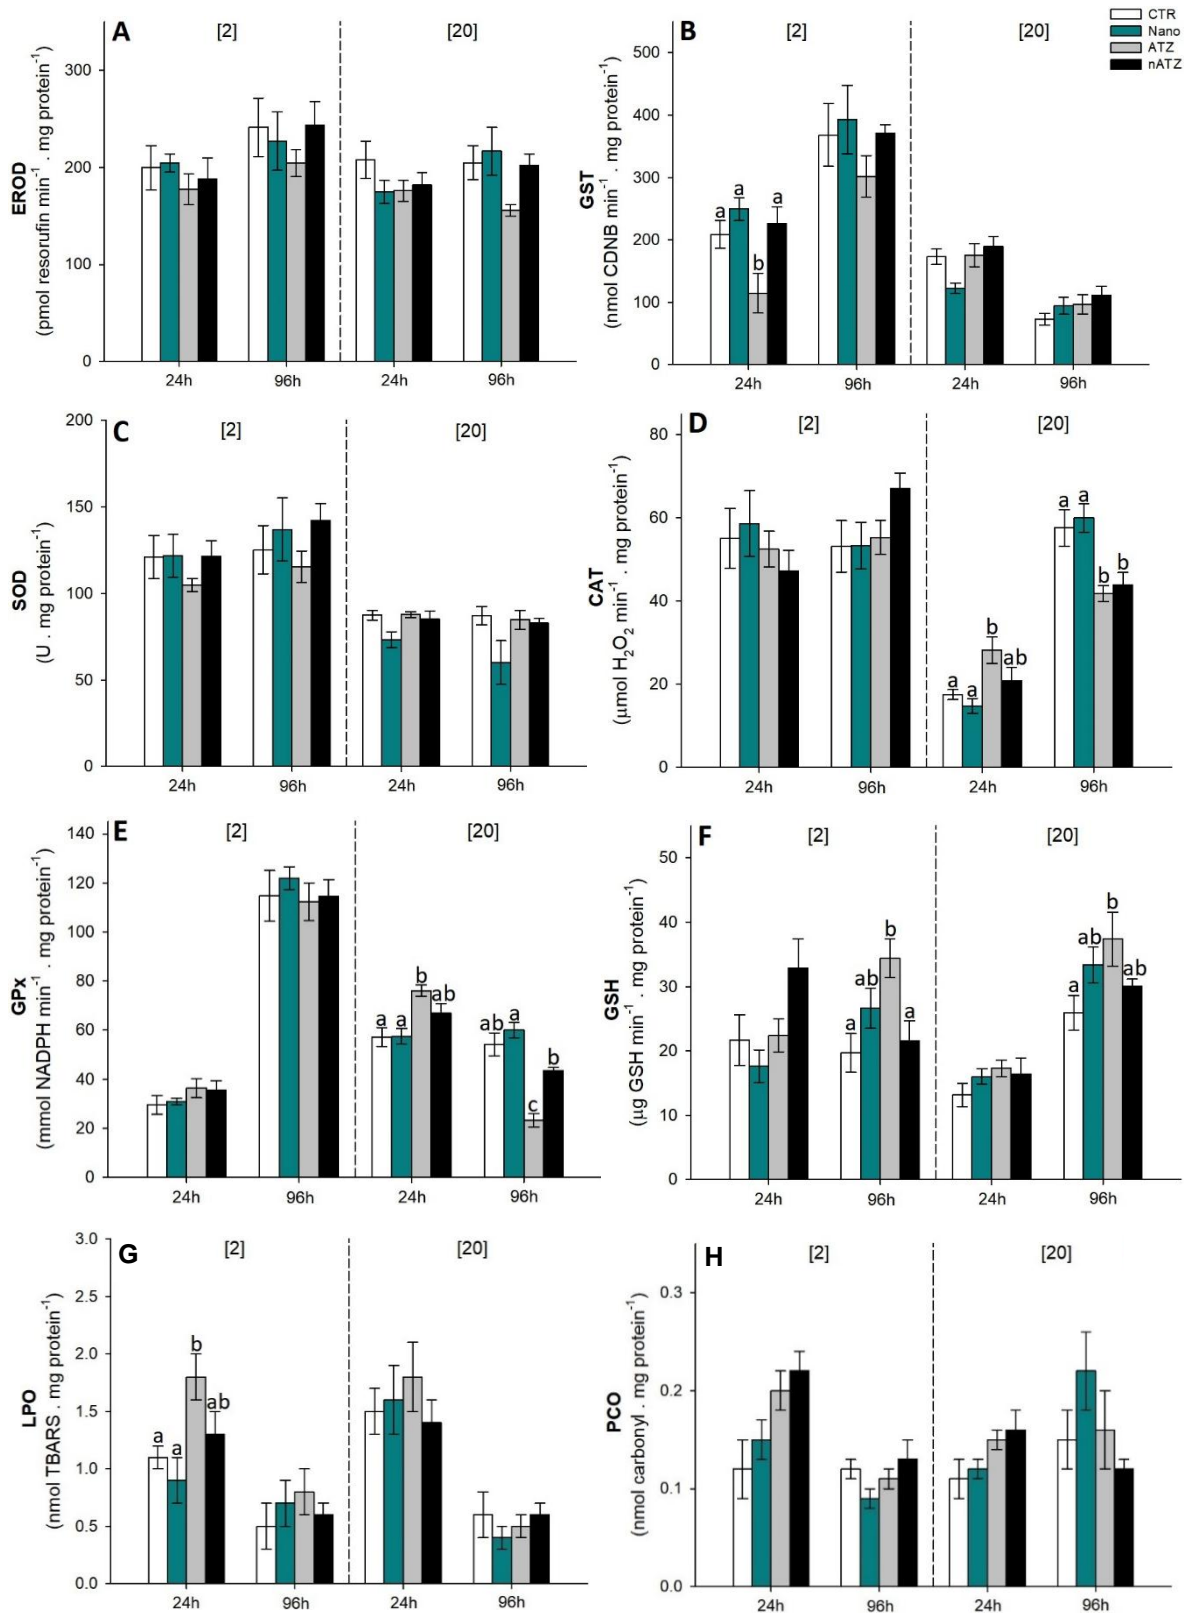 CTR
Nano
ATZ
nATZ
A
[2]
[20]
EROD
(pmol resorufin min⁻¹ . mg protein⁻¹)
300
200
100
0
24h
96h
24h
96h
B
[2]
[20]
GST
(nmol CDNB min⁻¹ . mg protein⁻¹)
500
400
300
200
100
0
a
a
b
a
24h
96h
24h
96h
C
[2]
[20]
SOD
(U . mg protein⁻¹)
200
150
100
50
0
24h
96h
24h
96h
D
[2]
[20]
CAT
(µmol H₂O₂ min⁻¹ . mg protein⁻¹)
80
60
40
20
0
a
a
b
ab
a
a
b
b
24h
96h
24h
96h
E
[2]
[20]
GPx
(mmol NADPH min⁻¹ . mg protein⁻¹)
140
120
100
80
60
40
20
0
a
a
b
ab
ab
a
c
b
24h
96h
24h
96h
F
[2]
[20]
GSH
(µg GSH min⁻¹ . mg protein⁻¹)
50
40
30
20
10
0
a
ab
b
a
a
ab
b
ab
24h
96h
24h
96h
G
[2]
[20]
LPO
(nmol TBARS . mg protein⁻¹)
3.0
2.5
2.0
1.5
1.0
0.5
0.0
a
a
b
ab
24h
96h
24h
96h
H
[2]
[20]
PCO
(nmol carbonyl . mg protein⁻¹)
0.3
0.2
0.1
0.0
24h
96h
24h
96h